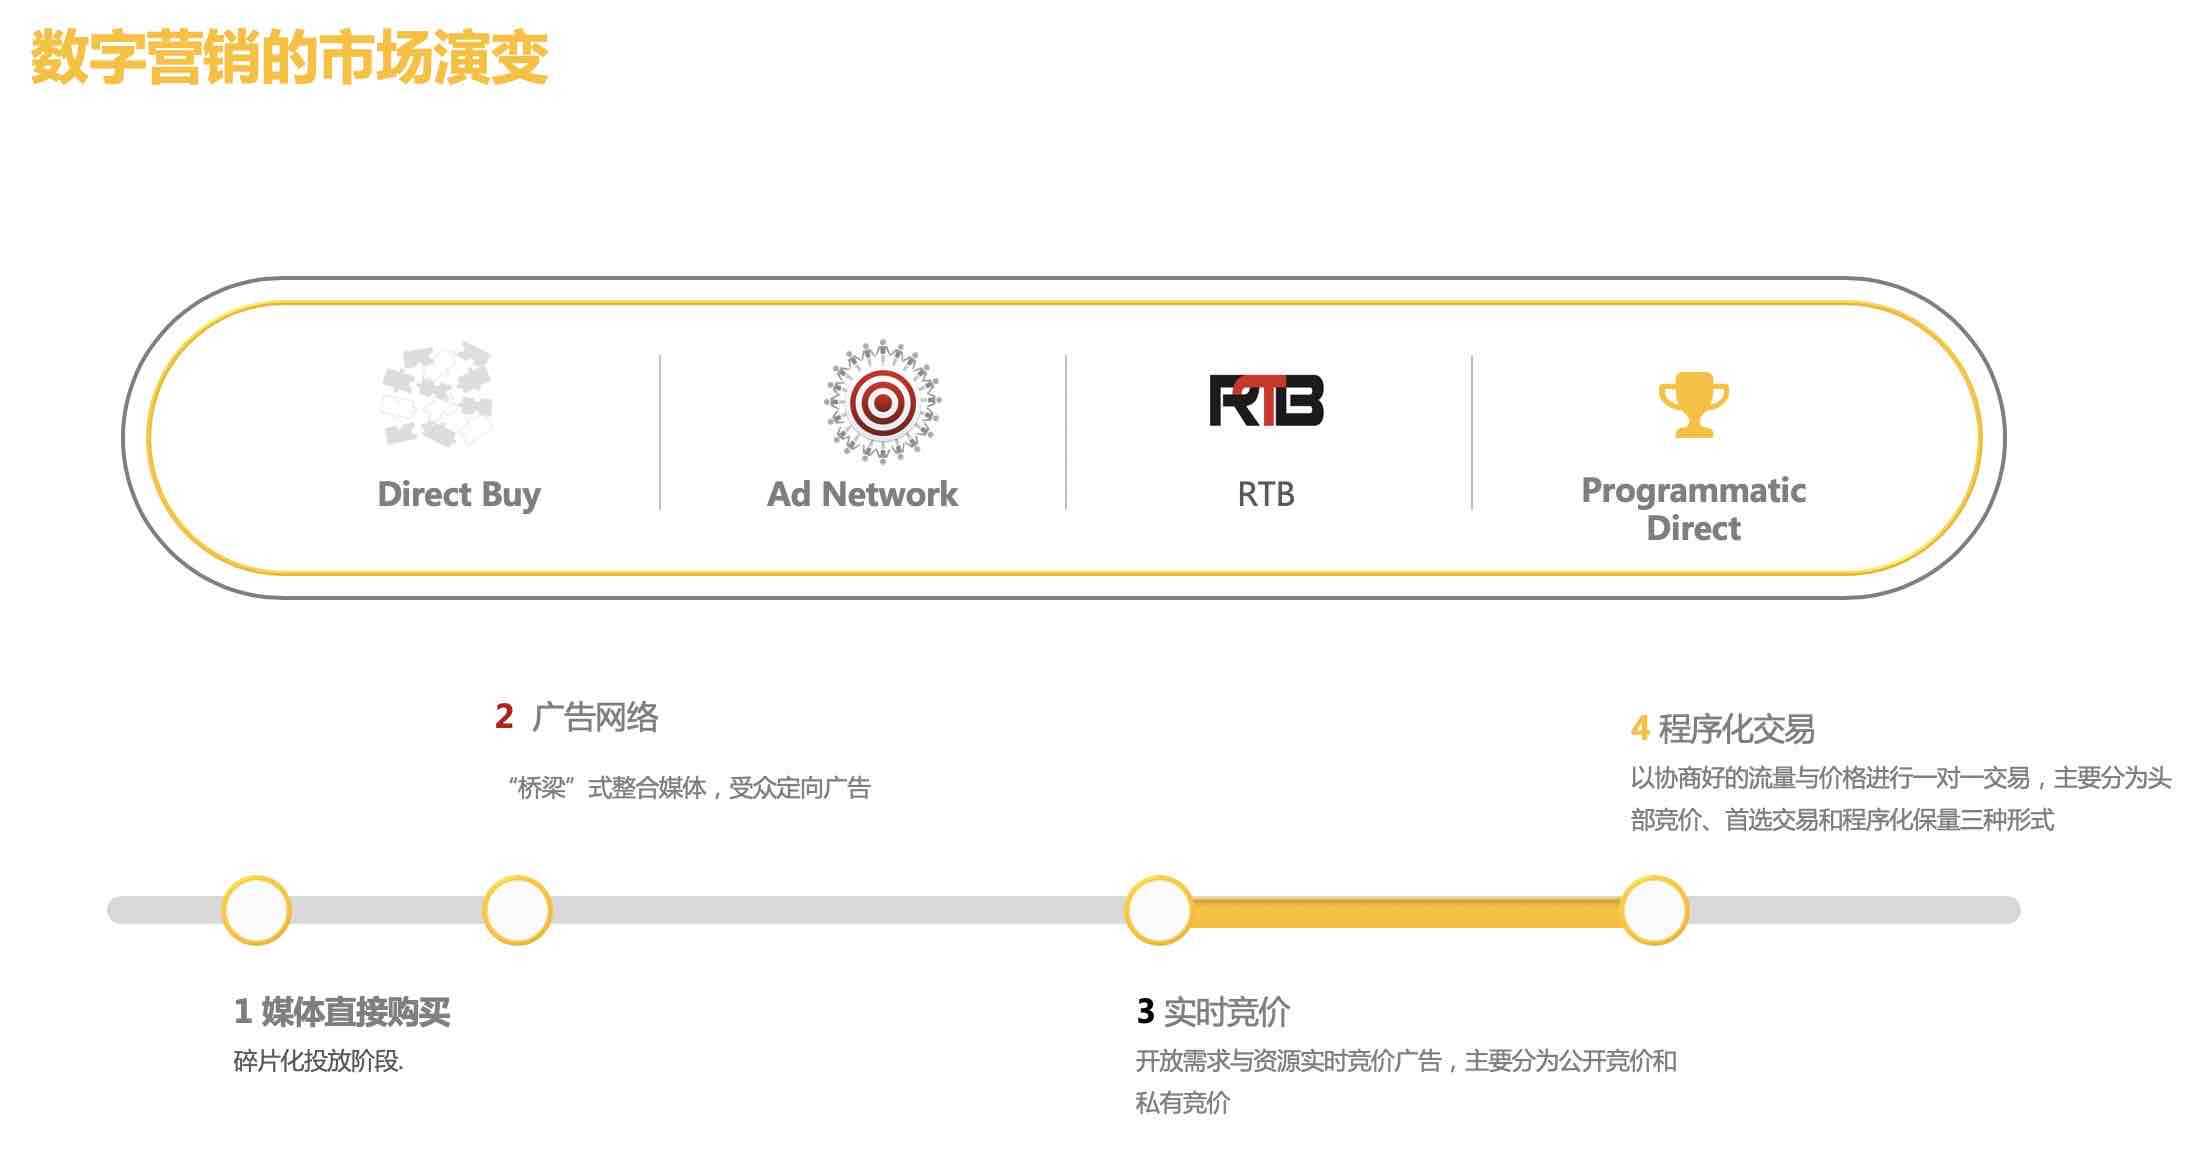 数字营销的市场演变
RTB
Direct Buy
Ad Network
RTB
Programmatic
Direct
2 广告网络
“桥梁”式整合媒体，受众定向广告
4 程序化交易
以协商好的流量与价格进行一对一交易，主要分为头
部竞价、首选交易和程序化保量三种形式
1 媒体直接购买
碎片化投放阶段.
3 实时竞价
开放需求与资源实时竞价广告，主要分为公开竞价和
私有竞价